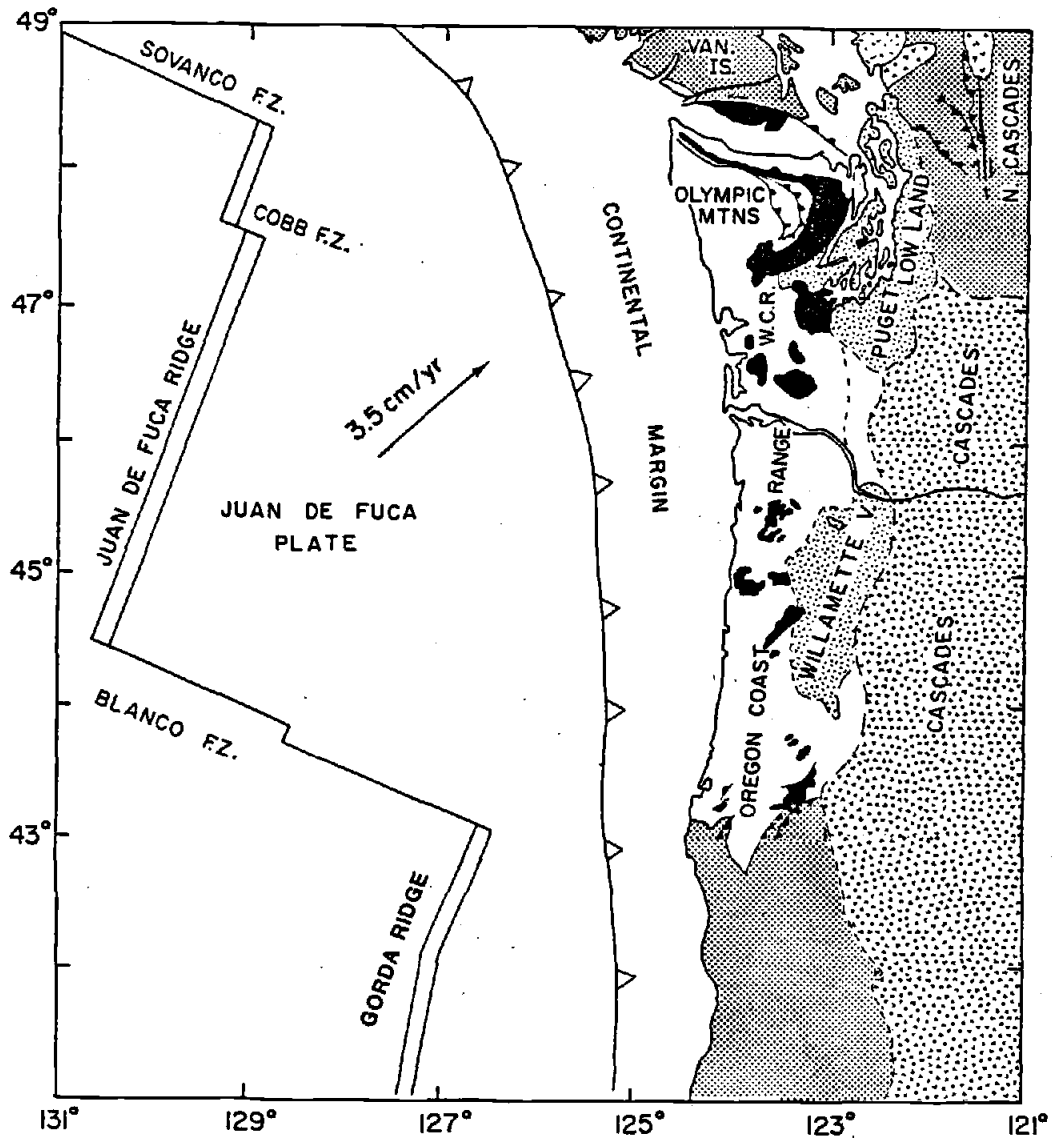 49°
SOVANCO F.Z.
VAN.
IS.
N CASCADES
COBB F.Z.
OLYMPIC
MTNS
CONTINENTAL
MARGIN
PUGET LOW LAND
47°
W.C.R.
JUAN DE FUCA RIDGE
3.5 cm/yr
CASCADES
JUAN DE FUCA
PLATE
OREGON COAST RANGE
WILLAMETTE V.
45°
CASCADES
BLANCO F.Z.
43°
GORDA RIDGE
131°
129°
127°
125°
123°
121°